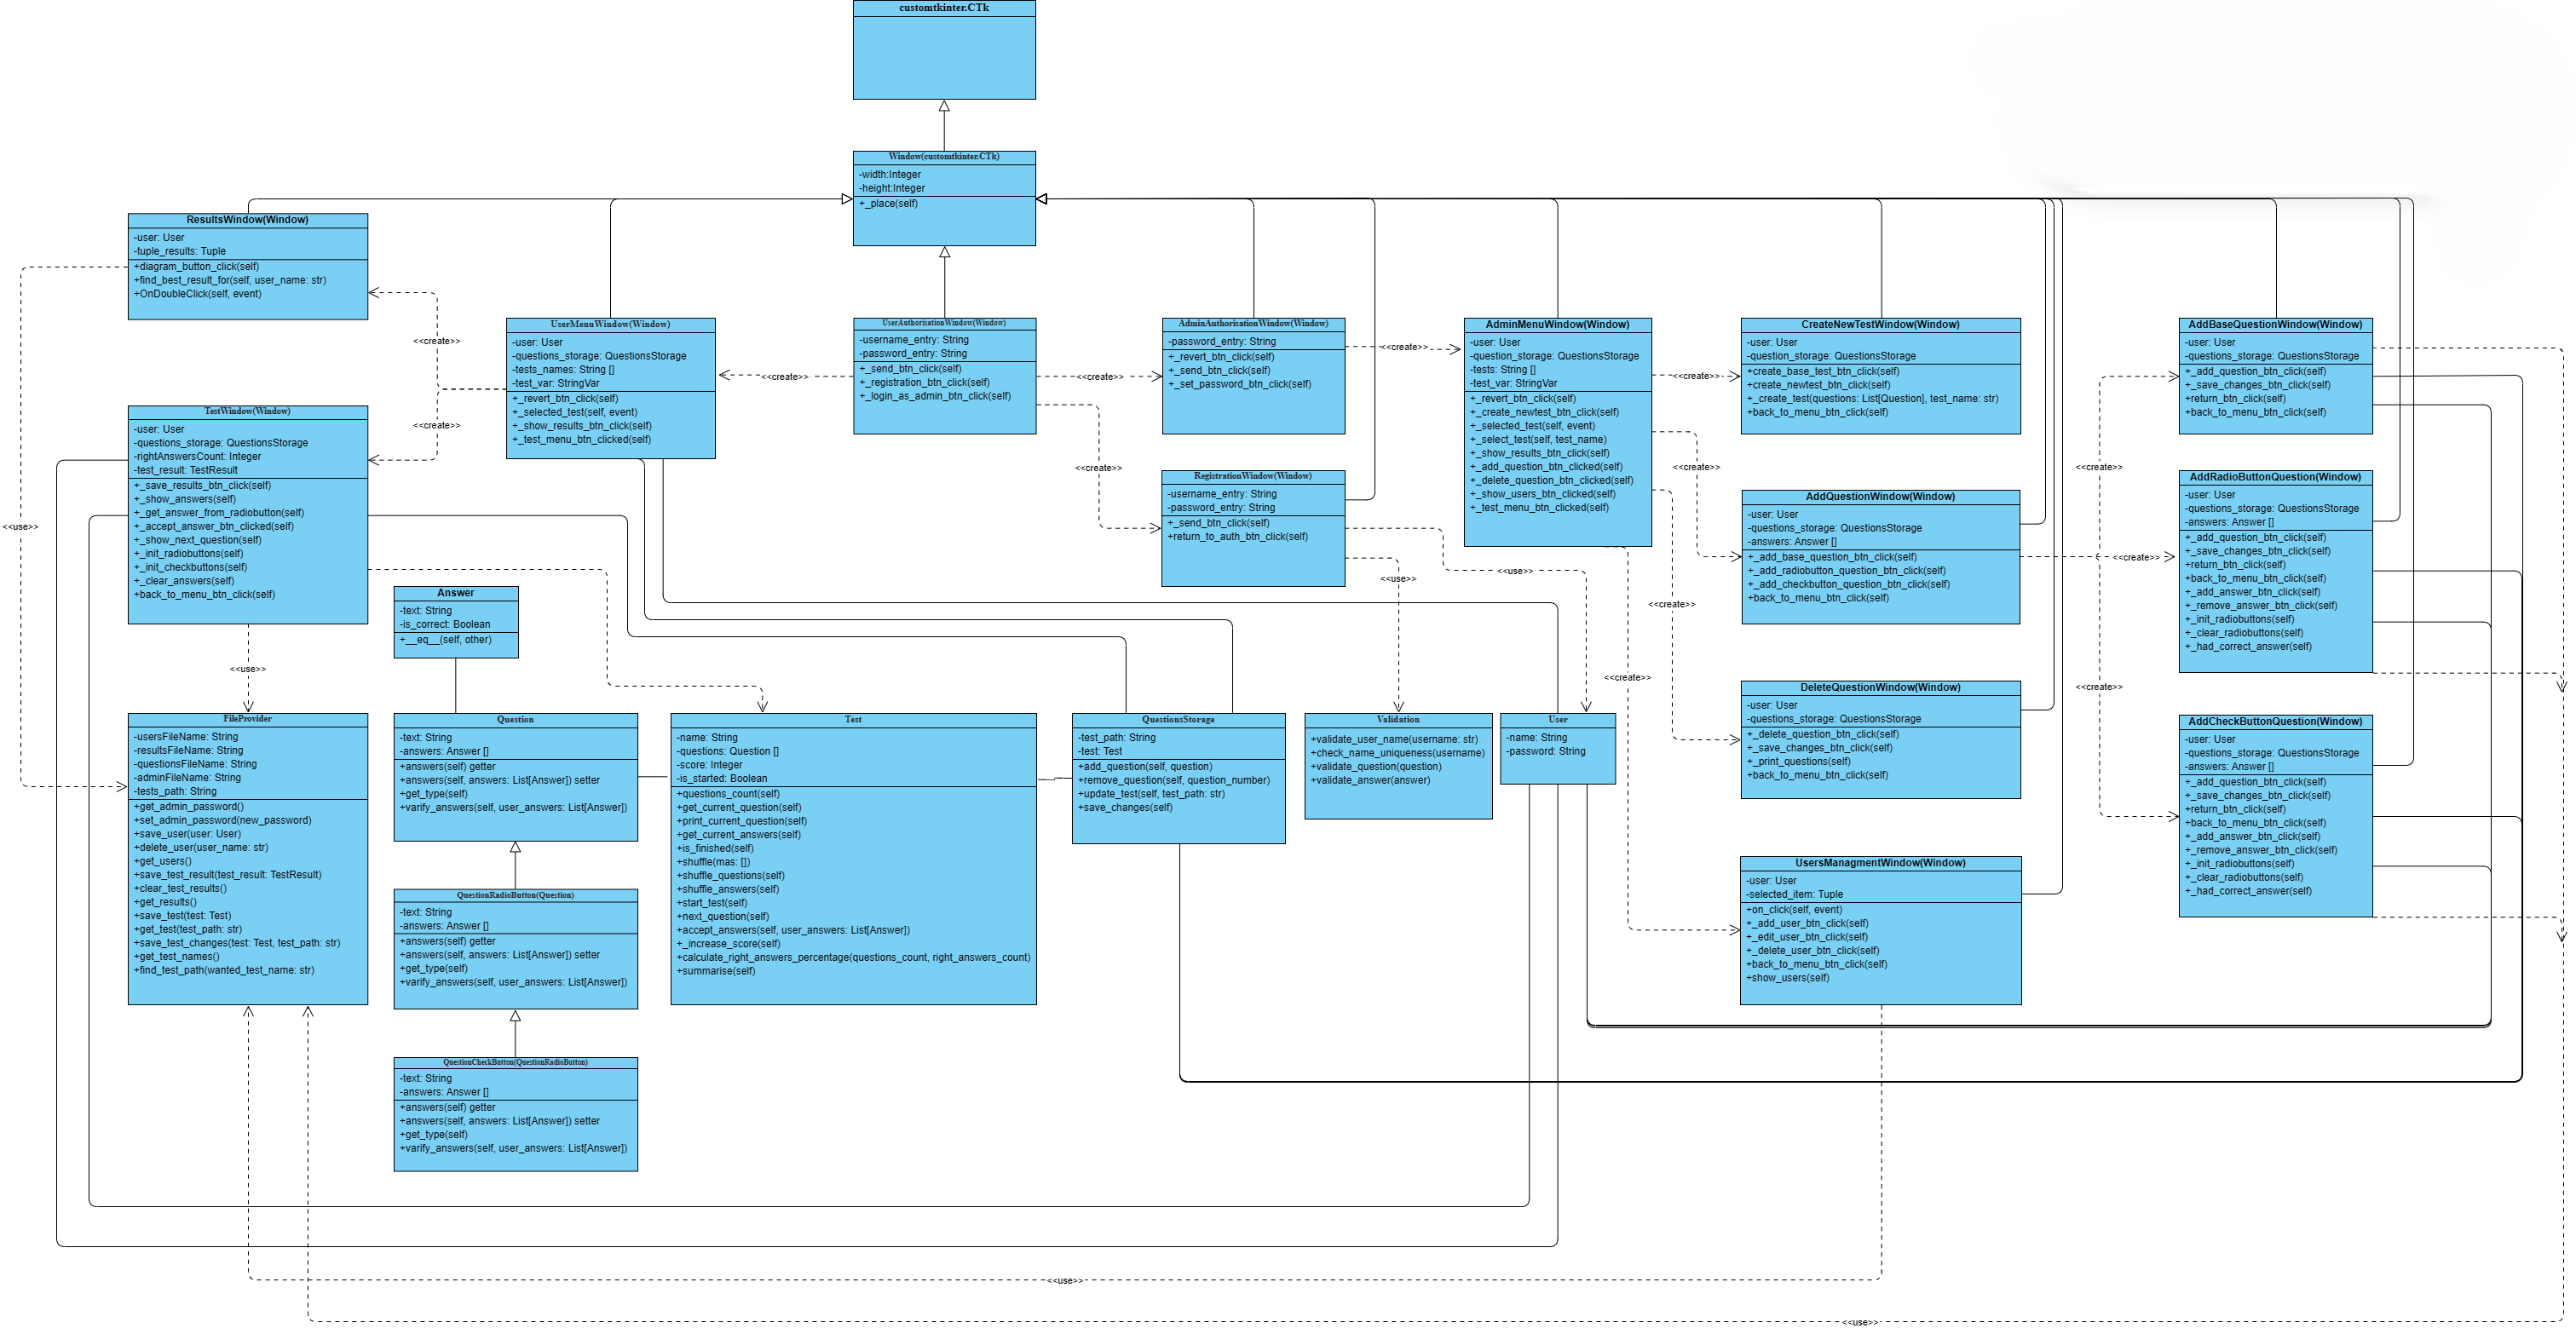 customtkinter.CTk
Window(customtkinter.CTk)
-width:Integer
-height:Integer
+_place(self)
ResultsWindow(Window)
-user: User
-tuple_results: Tuple
+diagram_button_click(self)
+find_best_result_for(self, user_name: str)
+OnDoubleClick(self, event)
<<create>>
<<create>>
<<use>>
UserMenuWindow(Window)
-user: User
-questions_storage: QuestionsStorage
-tests_names: String []
-test_var: StringVar
+_revert_btn_click(self)
+_selected_test(self, event)
+_show_results_btn_click(self)
+_test_menu_btn_clicked(self)
<<create>>
UserAuthorisationWindow(Window)
-username_entry: String
-password_entry: String
+_send_btn_click(self)
+_registration_btn_click(self)
+_login_as_admin_btn_click(self)
<<create>>
<<create>>
AdminAuthorisationWindow(Window)
-password_entry: String
+_revert_btn_click(self)
+_send_btn_click(self)
+_set_password_btn_click(self)
<<create>>
AdminMenuWindow(Window)
-user: User
-question_storage: QuestionsStorage
-tests: String []
-test_var: StringVar
+_revert_btn_click(self)
+_create_newtest_btn_click(self)
+_selected_test(self, event)
+_select_test(self, test_name)
+_show_results_btn_click(self)
+_add_question_btn_clicked(self)
+_delete_question_btn_clicked(self)
+_show_users_btn_clicked(self)
+_test_menu_btn_clicked(self)
<<create>>
<<create>>
<<create>>
<<create>>
CreateNewTestWindow(Window)
-user: User
-question_storage: QuestionsStorage
+create_base_test_btn_click(self)
+create_newtest_btn_click(self)
+_create_test(questions: List[Question], test_name: str)
+back_to_menu_btn_click(self)
AddBaseQuestionWindow(Window)
-user: User
-questions_storage: QuestionsStorage
+_add_question_btn_click(self)
+_save_changes_btn_click(self)
+return_btn_click(self)
+back_to_menu_btn_click(self)
<<create>>
<<create>>
<<create>>
TestWindow(Window)
-user: User
-questions_storage: QuestionsStorage
-rightAnswersCount: Integer
-test_result: TestResult
+_save_results_btn_click(self)
+_show_answers(self)
+_get_answer_from_radiobutton(self)
+_accept_answer_btn_clicked(self)
+_show_next_question(self)
+_init_radiobuttons(self)
+_init_checkbuttons(self)
+_clear_answers(self)
+back_to_menu_btn_click(self)
<<use>>
RegistrationWindow(Window)
-username_entry: String
-password_entry: String
+_send_btn_click(self)
+return_to_auth_btn_click(self)
<<use>>
<<use>>
AddQuestionWindow(Window)
-user: User
-questions_storage: QuestionsStorage
-answers: Answer []
+_add_base_question_btn_click(self)
+_add_radiobutton_question_btn_click(self)
+_add_checkbutton_question_btn_click(self)
+back_to_menu_btn_click(self)
AddRadioButtonQuestion(Window)
-user: User
-questions_storage: QuestionsStorage
-answers: Answer []
+_add_question_btn_click(self)
+_save_changes_btn_click(self)
+return_btn_click(self)
+back_to_menu_btn_click(self)
+_add_answer_btn_click(self)
+_remove_answer_btn_click(self)
+_init_radiobuttons(self)
+_clear_radiobuttons(self)
+_had_correct_answer(self)
Answer
-text: String
-is_correct: Boolean
+__eq__(self, other)
FileProvider
-usersFileName: String
-resultsFileName: String
-questionsFileName: String
-adminFileName: String
-tests_path: String
+get_admin_password()
+set_admin_password(new_password)
+save_user(user: User)
+delete_user(user_name: str)
+get_users()
+save_test_result(test_result: TestResult)
+clear_test_results()
+get_results()
+save_test(test: Test)
+get_test(test_path: str)
+save_test_changes(test: Test, test_path: str)
+get_test_names()
+find_test_path(wanted_test_name: str)
Question
-text: String
-answers: Answer []
+answers(self) getter
+answers(self, answers: List[Answer]) setter
+get_type(self)
+varify_answers(self, user_answers: List[Answer])
Test
-name: String
-questions: Question []
-score: Integer
-is_started: Boolean
+questions_count(self)
+get_current_question(self)
+print_current_question(self)
+get_current_answers(self)
+is_finished(self)
+shuffle(mas: [])
+shuffle_questions(self)
+shuffle_answers(self)
+start_test(self)
+next_question(self)
+accept_answers(self, user_answers: List[Answer])
+_increase_score(self)
+calculate_right_answers_percentage(questions_count, right_answers_count)
+summarise(self)
QuestionsStorage
-test_path: String
-test: Test
+add_question(self, question)
+remove_question(self, question_number)
+update_test(self, test_path: str)
+save_changes(self)
Validation
+validate_user_name(username: str)
+check_name_uniqueness(username)
+validate_question(question)
+validate_answer(answer)
User
-name: String
-password: String
DeleteQuestionWindow(Window)
-user: User
-questions_storage: QuestionsStorage
+_delete_question_btn_click(self)
+_save_changes_btn_click(self)
+_print_questions(self)
+back_to_menu_btn_click(self)
AddCheckButtonQuestion(Window)
-user: User
-questions_storage: QuestionsStorage
-answers: Answer []
+_add_question_btn_click(self)
+_save_changes_btn_click(self)
+return_btn_click(self)
+back_to_menu_btn_click(self)
+_add_answer_btn_click(self)
+_remove_answer_btn_click(self)
+_init_radiobuttons(self)
+_clear_radiobuttons(self)
+_had_correct_answer(self)
UsersManagmentWindow(Window)
-user: User
-selected_item: Tuple
+on_click(self, event)
+_add_user_btn_click(self)
+_edit_user_btn_click(self)
+_delete_user_btn_click(self)
+back_to_menu_btn_click(self)
+show_users(self)
QuestionRadioButton(Question)
-text: String
-answers: Answer []
+answers(self) getter
+answers(self, answers: List[Answer]) setter
+get_type(self)
+varify_answers(self, user_answers: List[Answer])
QuestionCheckButton(QuestionRadioButton)
-text: String
-answers: Answer []
+answers(self) getter
+answers(self, answers: List[Answer]) setter
+get_type(self)
+varify_answers(self, user_answers: List[Answer])
<<use>>
<<use>>